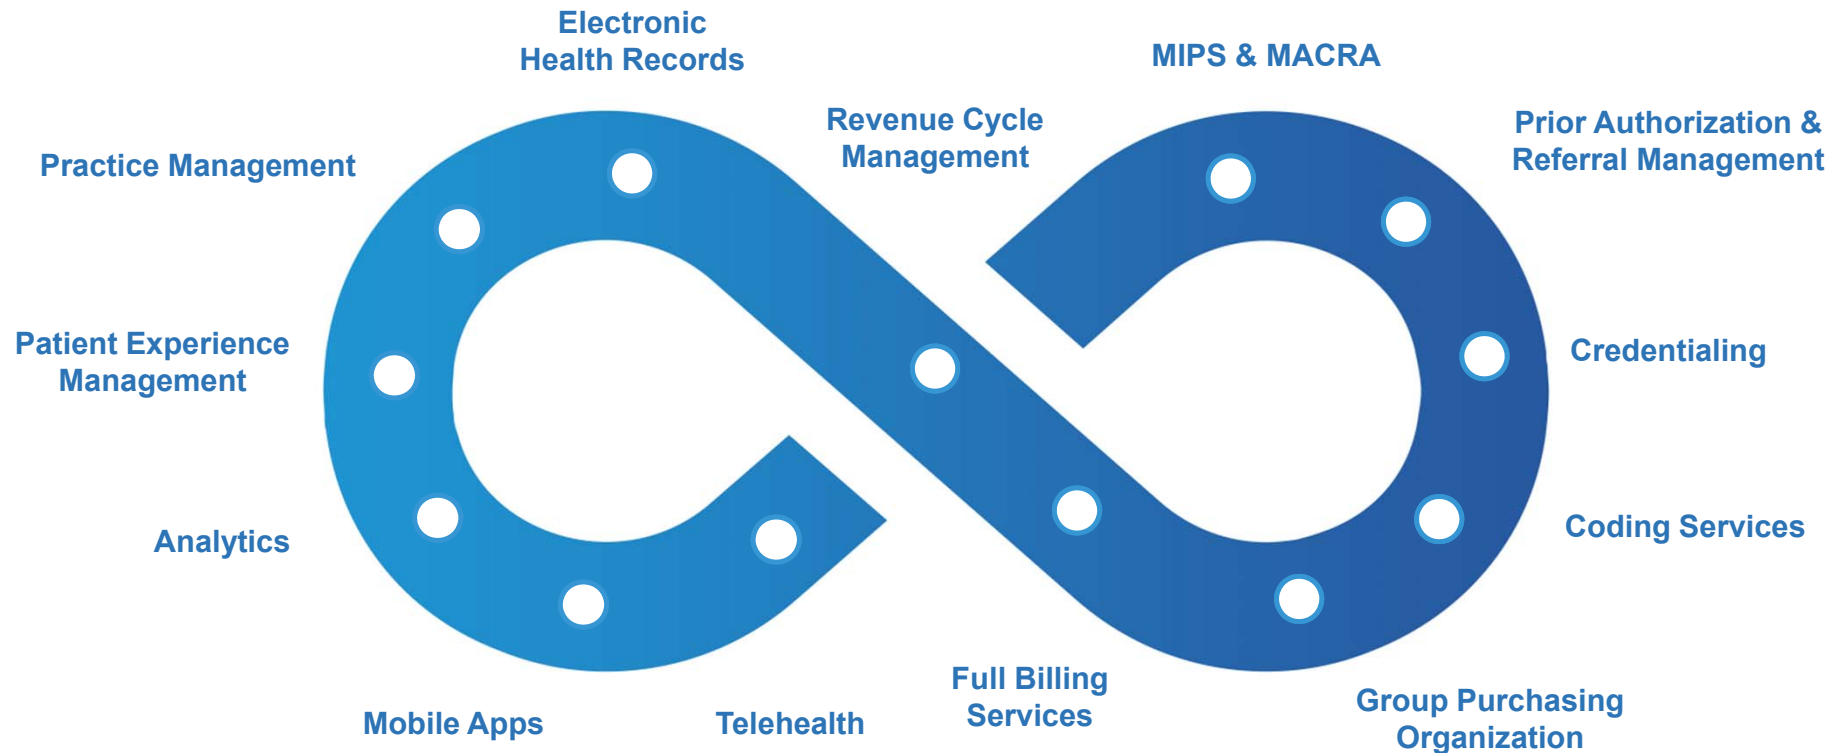 Electronic
Health Records
MIPS & MACRA
Revenue Cycle
Management
Prior Authorization &
Referral Management
Practice Management
Patient Experience
Management
Credentialing
Analytics
Coding Services
Mobile Apps
Telehealth
Full Billing
Services
Group Purchasing
Organization